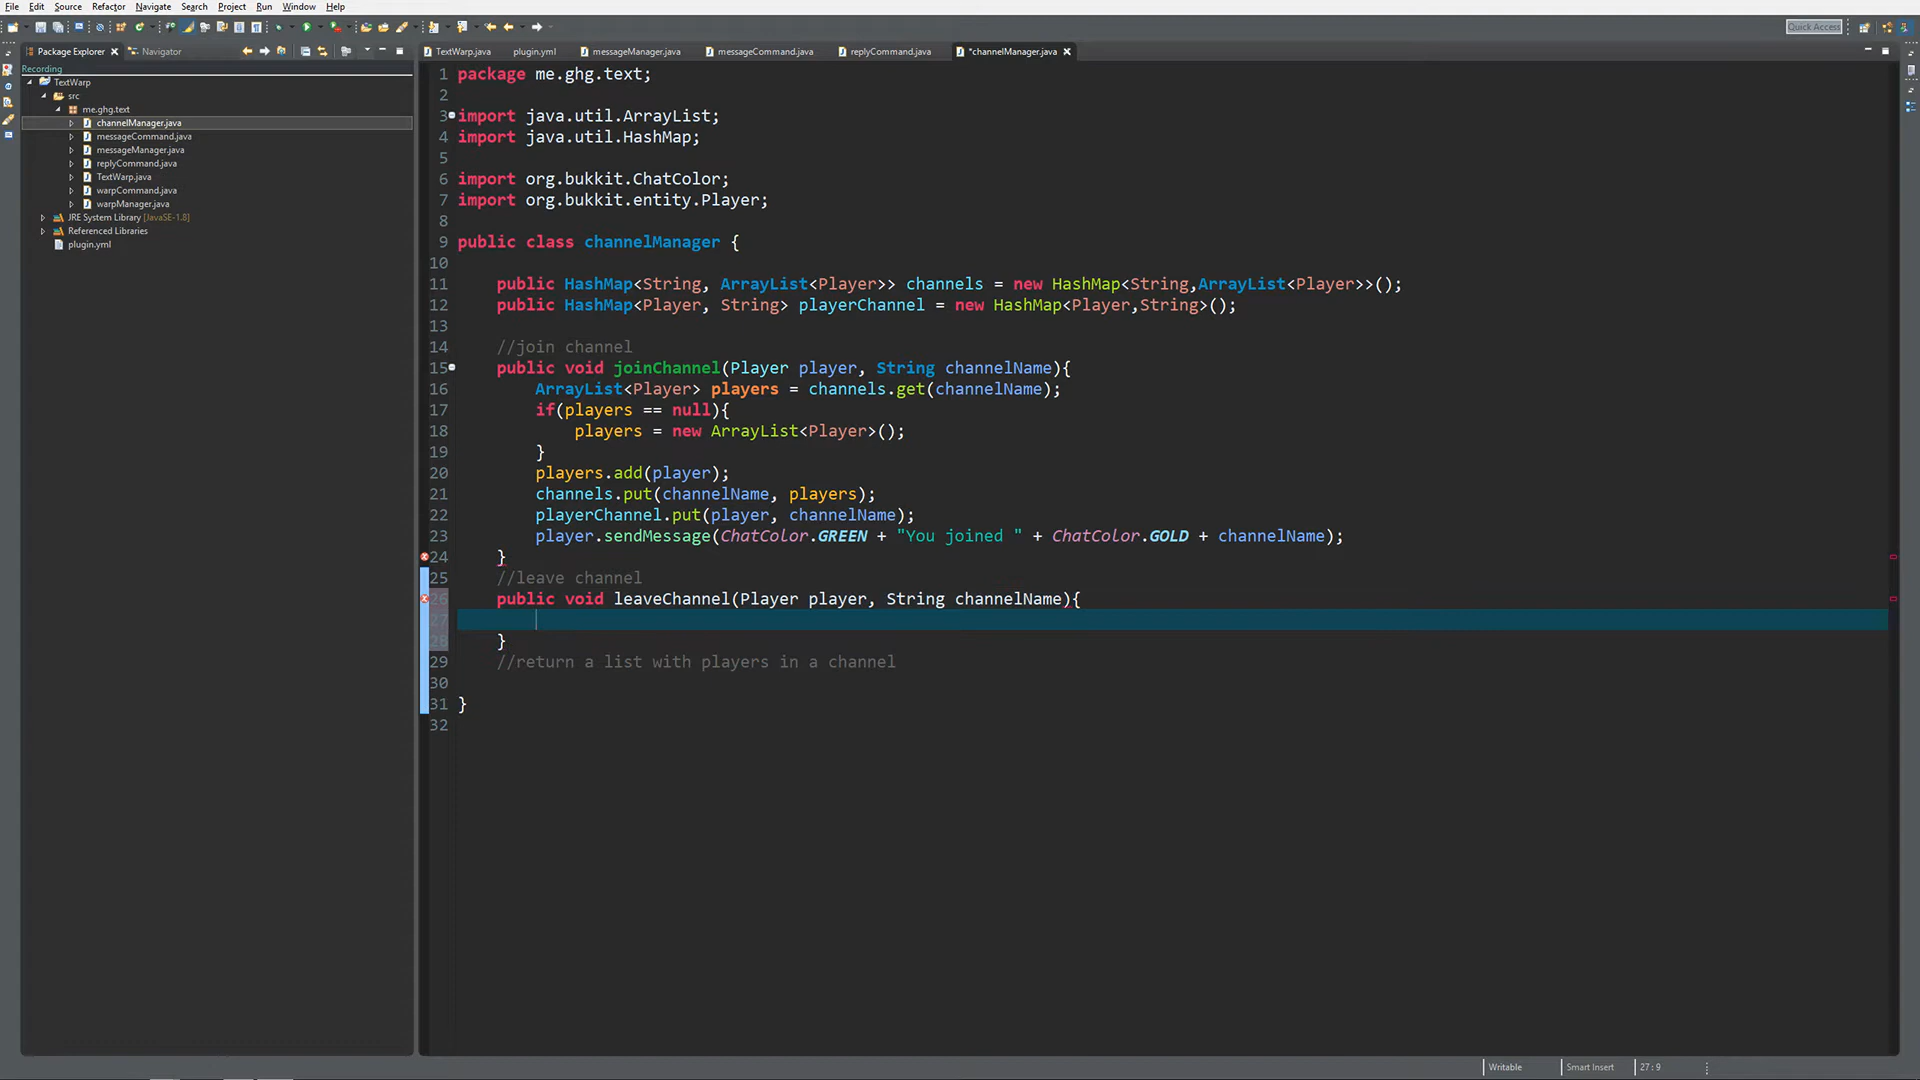 File Edit Source Refactor Navigate Search Project Run Window Help
Quick Access
Package Explorer Navigator
TextWarp.java plugin.yml messageManager.java messageCommand.java replyCommand.java *channelManager.java
Recording
TextWarp
src
me.ghg.text
channelManager.java
messageCommand.java
messageManager.java
replyCommand.java
TextWarp.java
warpCommand.java
warpManager.java
JRE System Library [JavaSE-1.8]
Referenced Libraries
plugin.yml
1 package me.ghg.text;
2
3 import java.util.ArrayList;
4 import java.util.HashMap;
5
6 import org.bukkit.ChatColor;
7 import org.bukkit.entity.Player;
8
9 public class channelManager {
10
11 public HashMap<String, ArrayList<Player>> channels = new HashMap<String,ArrayList<Player>>();
12 public HashMap<Player, String> playerChannel = new HashMap<Player,String>();
13
14 //join channel
15 public void joinChannel(Player player, String channelName){
16 ArrayList<Player> players = channels.get(channelName);
17 if(players == null){
18 players = new ArrayList<Player>();
19 }
20 players.add(player);
21 channels.put(channelName, players);
22 playerChannel.put(player, channelName);
23 player.sendMessage(ChatColor.GREEN + "You joined " + ChatColor.GOLD + channelName);
24 }
25 //leave channel
26 public void leaveChannel(Player player, String channelName){
27
28 }
29 //return a list with players in a channel
30
31 }
32
Writable Smart Insert 27 : 9